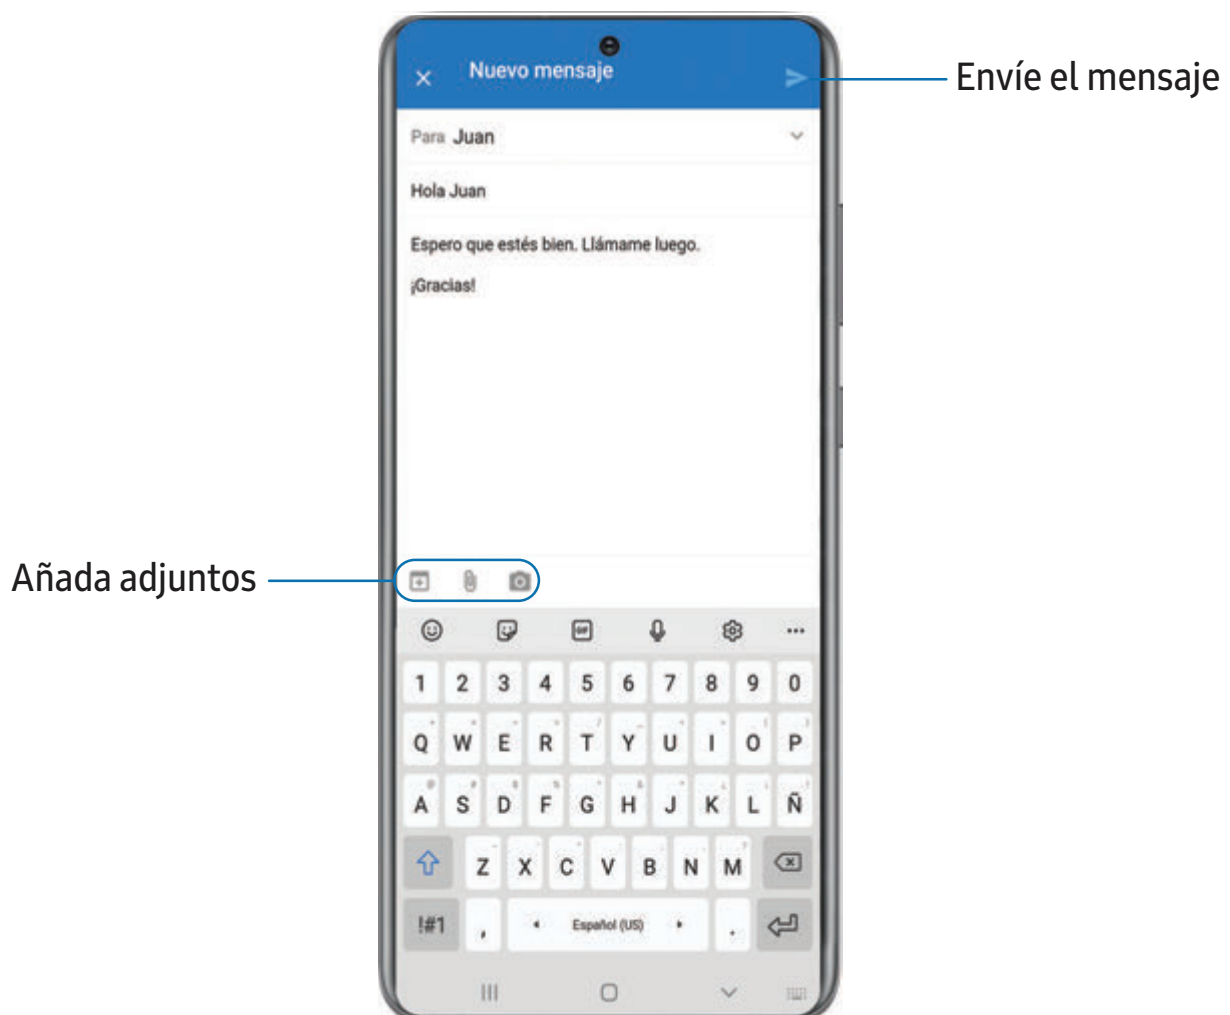 Nuevo mensaje
Envíe el mensaje
Para Juan
Hola Juan
Espero que estés bien. Llámame luego.
¡Gracias!
Añada adjuntos
GIF
1 2 3 4 5 6 7 8 9 0
Q W E R T Y U I O P
A S D F G H J K L Ñ
Z X C V B N M
!#1 , Español (US) .